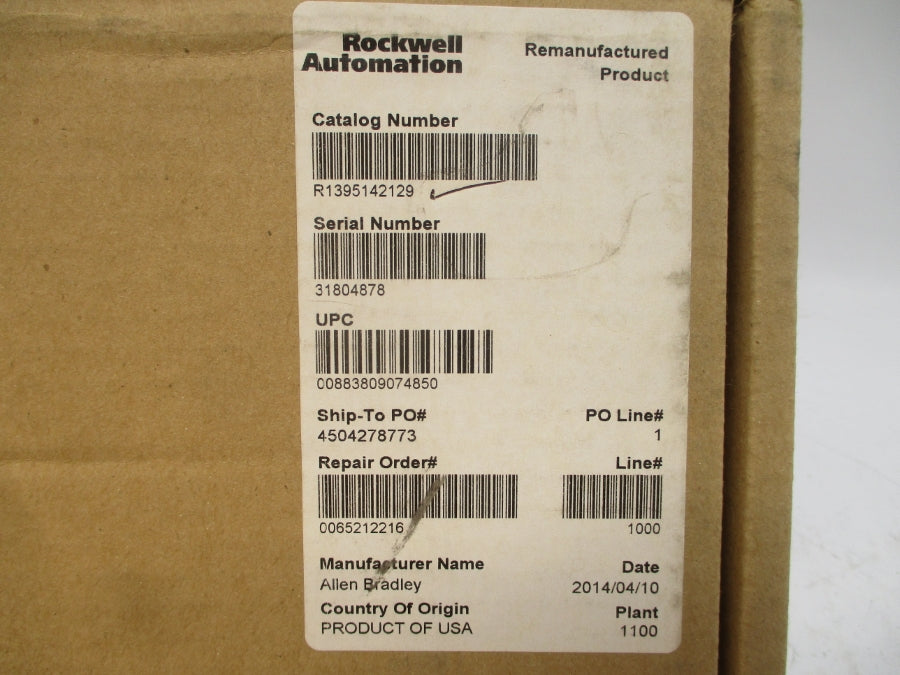 Rockwell
Automation
Remanufactured
Product
Catalog Number
R1395142129
Serial Number
31804878
UPC
00883809074850
Ship-To PO# PO Line#
4504278773 1
Repair Order# Line#
0065212216 1000
Manufacturer Name Date
Allen Bradley 2014/04/10
Country Of Origin Plant
PRODUCT OF USA 1100